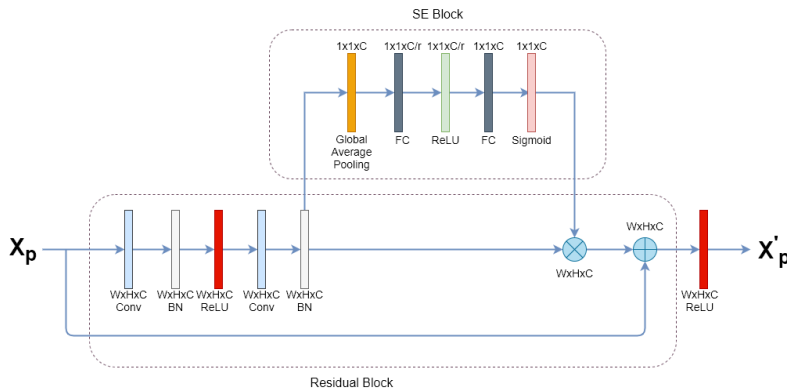 SE Block
1x1xC 1x1xC/r 1x1xC/r 1x1xC 1x1xC
Global
Average
Pooling
FC ReLU FC Sigmoid
WxHxC
Xp X'p
WxHxC
WxHxC WxHxC WxHxC WxHxC WxHxC
Conv BN ReLU Conv BN
WxHxC
ReLU
Residual Block